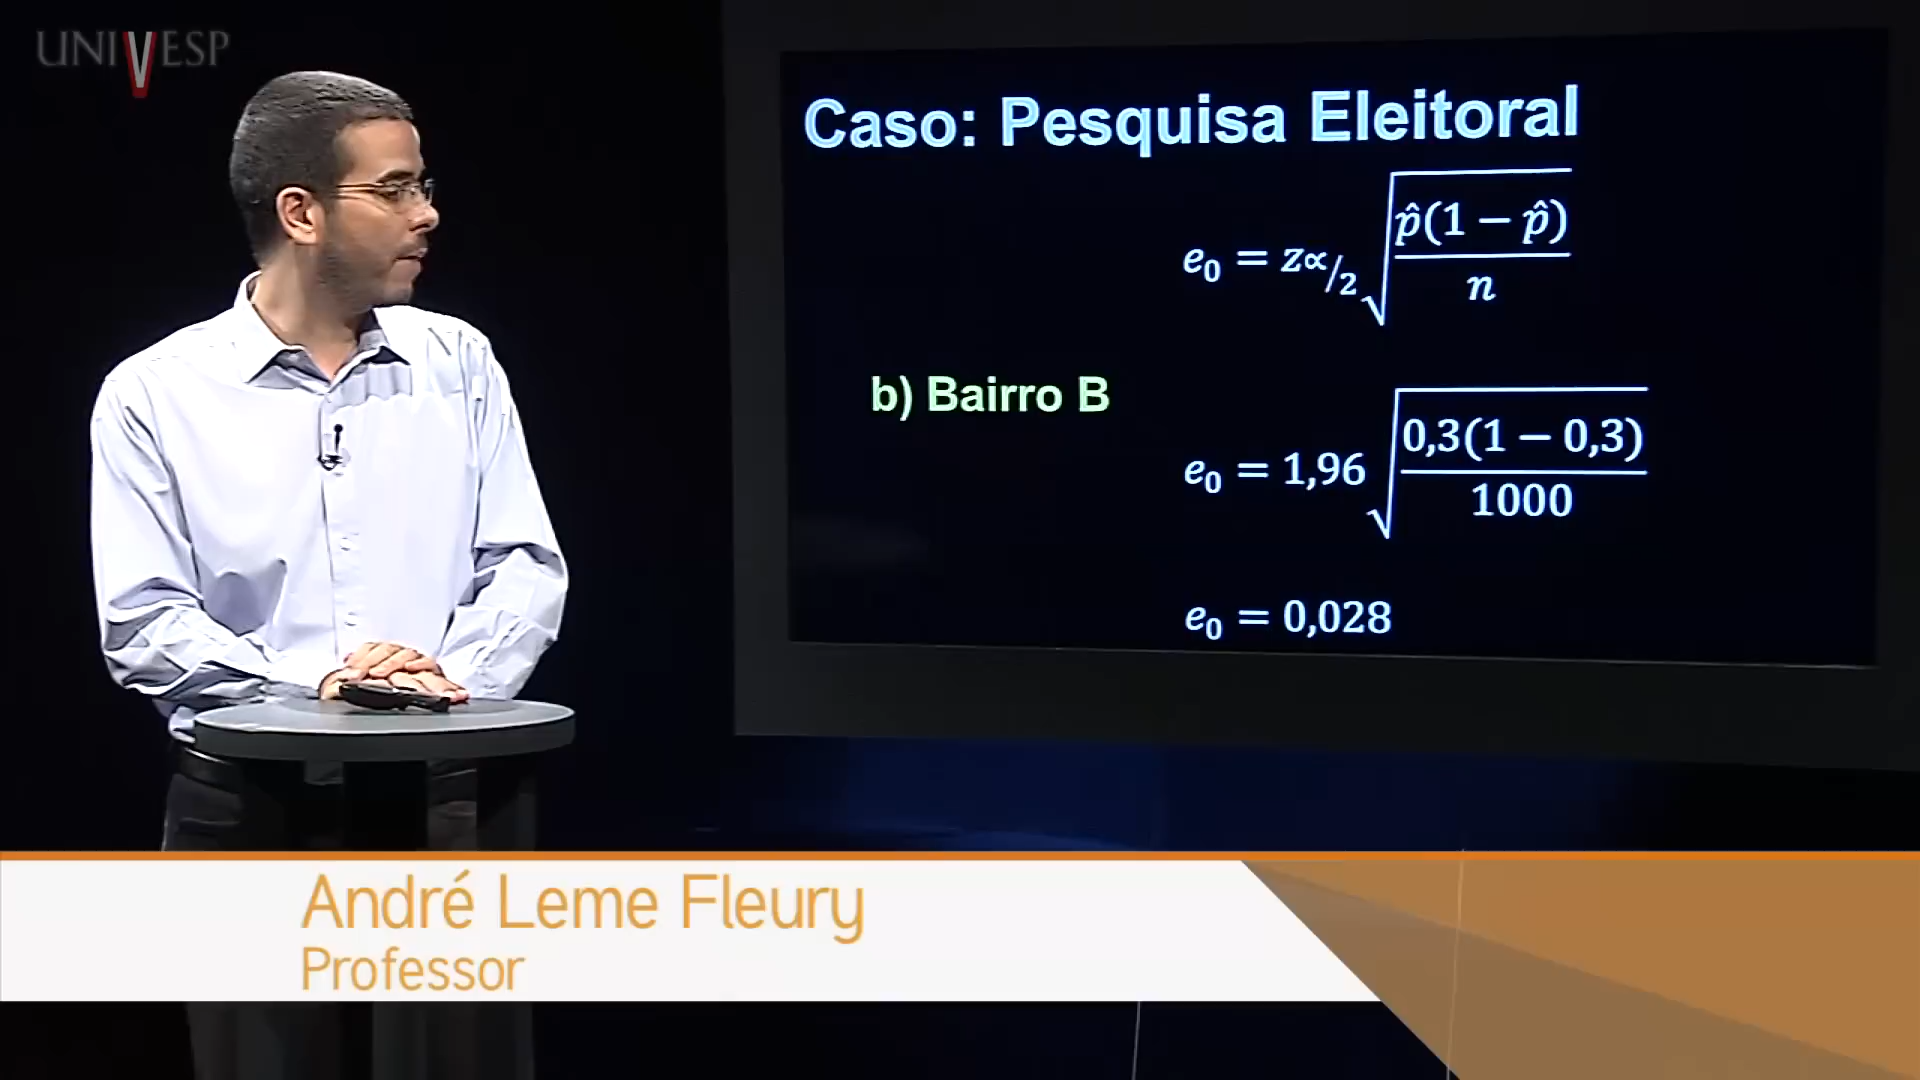 UNIVESP
Caso: Pesquisa Eleitoral
e₀ = z∝/₂ √(p̂(1 − p̂)/n)
b) Bairro B
e₀ = 1,96 √(0,3(1 − 0,3)/1000)
e₀ = 0,028
André Leme Fleury
Professor